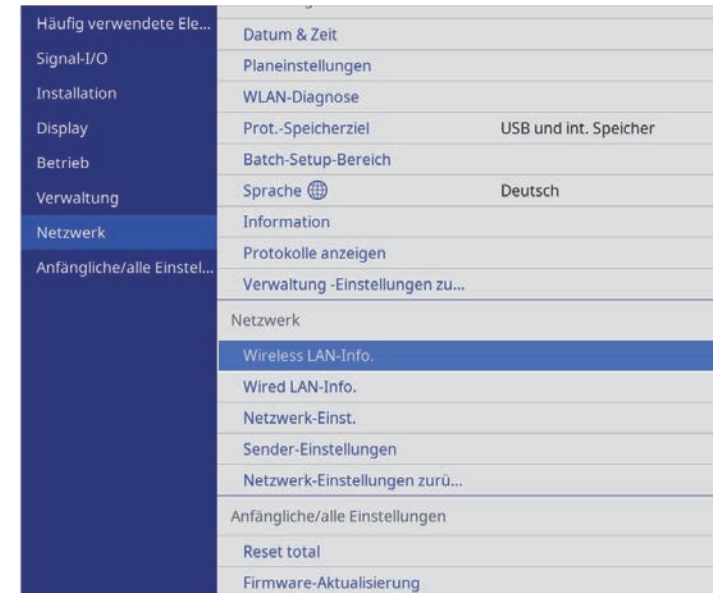 Häufig verwendete Ele...
Signal-I/O
Installation
Display
Betrieb
Verwaltung
Netzwerk
Anfängliche/alle Einstel...
Datum & Zeit
Planeinstellungen
WLAN-Diagnose
Prot.-Speicherziel USB und int. Speicher
Batch-Setup-Bereich
Sprache Deutsch
Information
Protokolle anzeigen
Verwaltung -Einstellungen zu...
Netzwerk
Wireless LAN-Info.
Wired LAN-Info.
Netzwerk-Einst.
Sender-Einstellungen
Netzwerk-Einstellungen zurü...
Anfängliche/alle Einstellungen
Reset total
Firmware-Aktualisierung